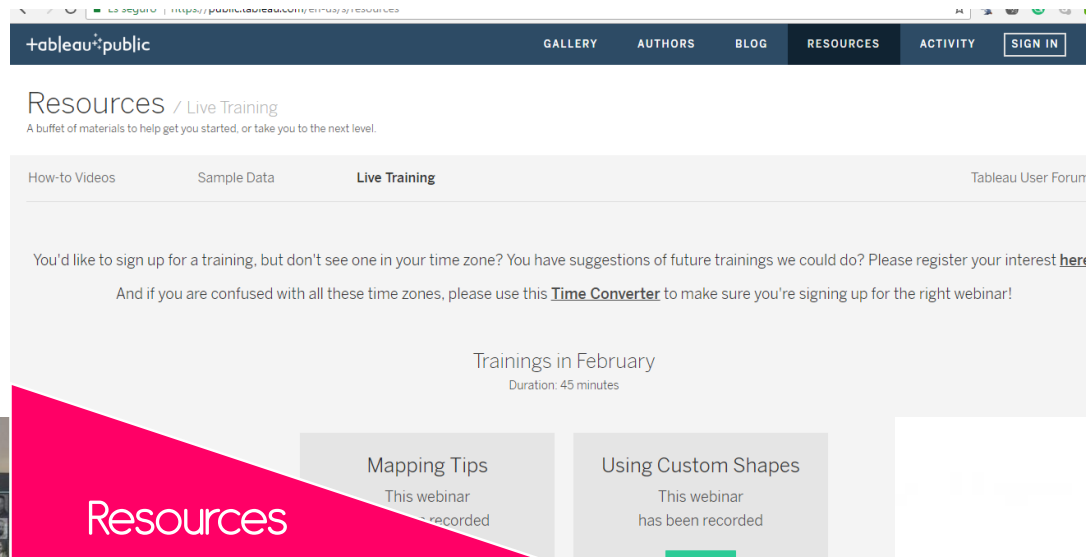 Es seguro https://public.tableau.com/en-us/s/resources
+ableau public
GALLERY AUTHORS BLOG RESOURCES ACTIVITY SIGN IN
Resources / Live Training
A buffet of materials to help get you started, or take you to the next level.
How-to Videos Sample Data Live Training Tableau User Forum
You'd like to sign up for a training, but don't see one in your time zone? You have suggestions of future trainings we could do? Please register your interest here
And if you are confused with all these time zones, please use this Time Converter to make sure you're signing up for the right webinar!
Trainings in February
Duration: 45 minutes
Mapping Tips
This webinar
recorded
Using Custom Shapes
This webinar
has been recorded
Resources